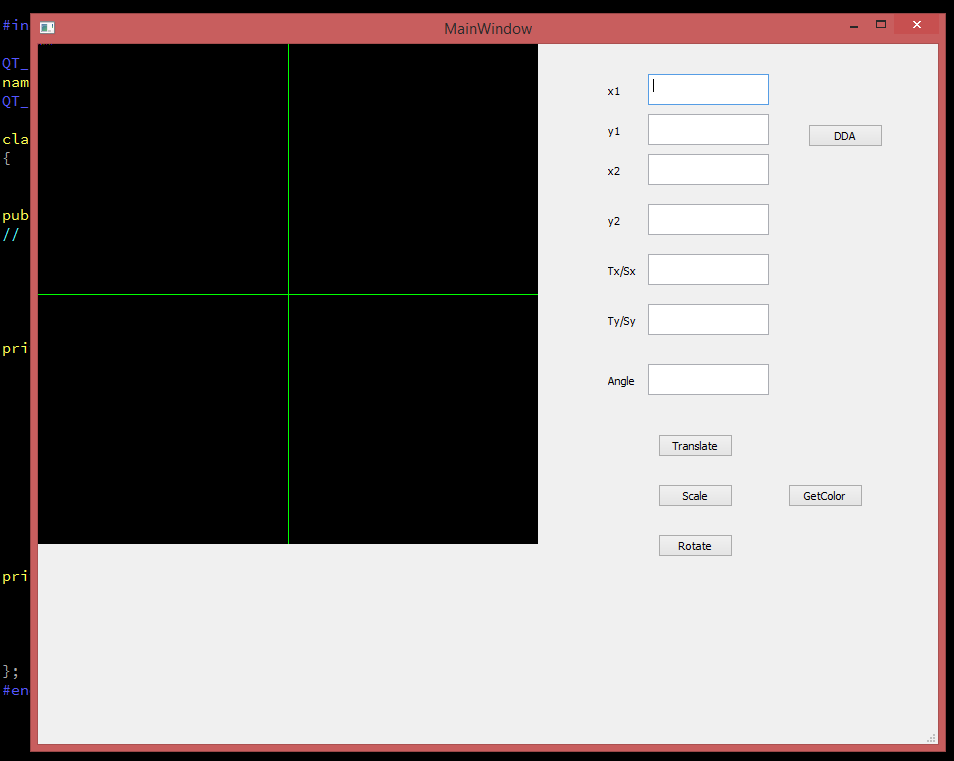 MainWindow
#in
QT_
nam
QT_
cla
{
pub
//
pri
pri
};
#en
x1
y1
DDA
x2
y2
Tx/Sx
Ty/Sy
Angle
Translate
Scale
GetColor
Rotate